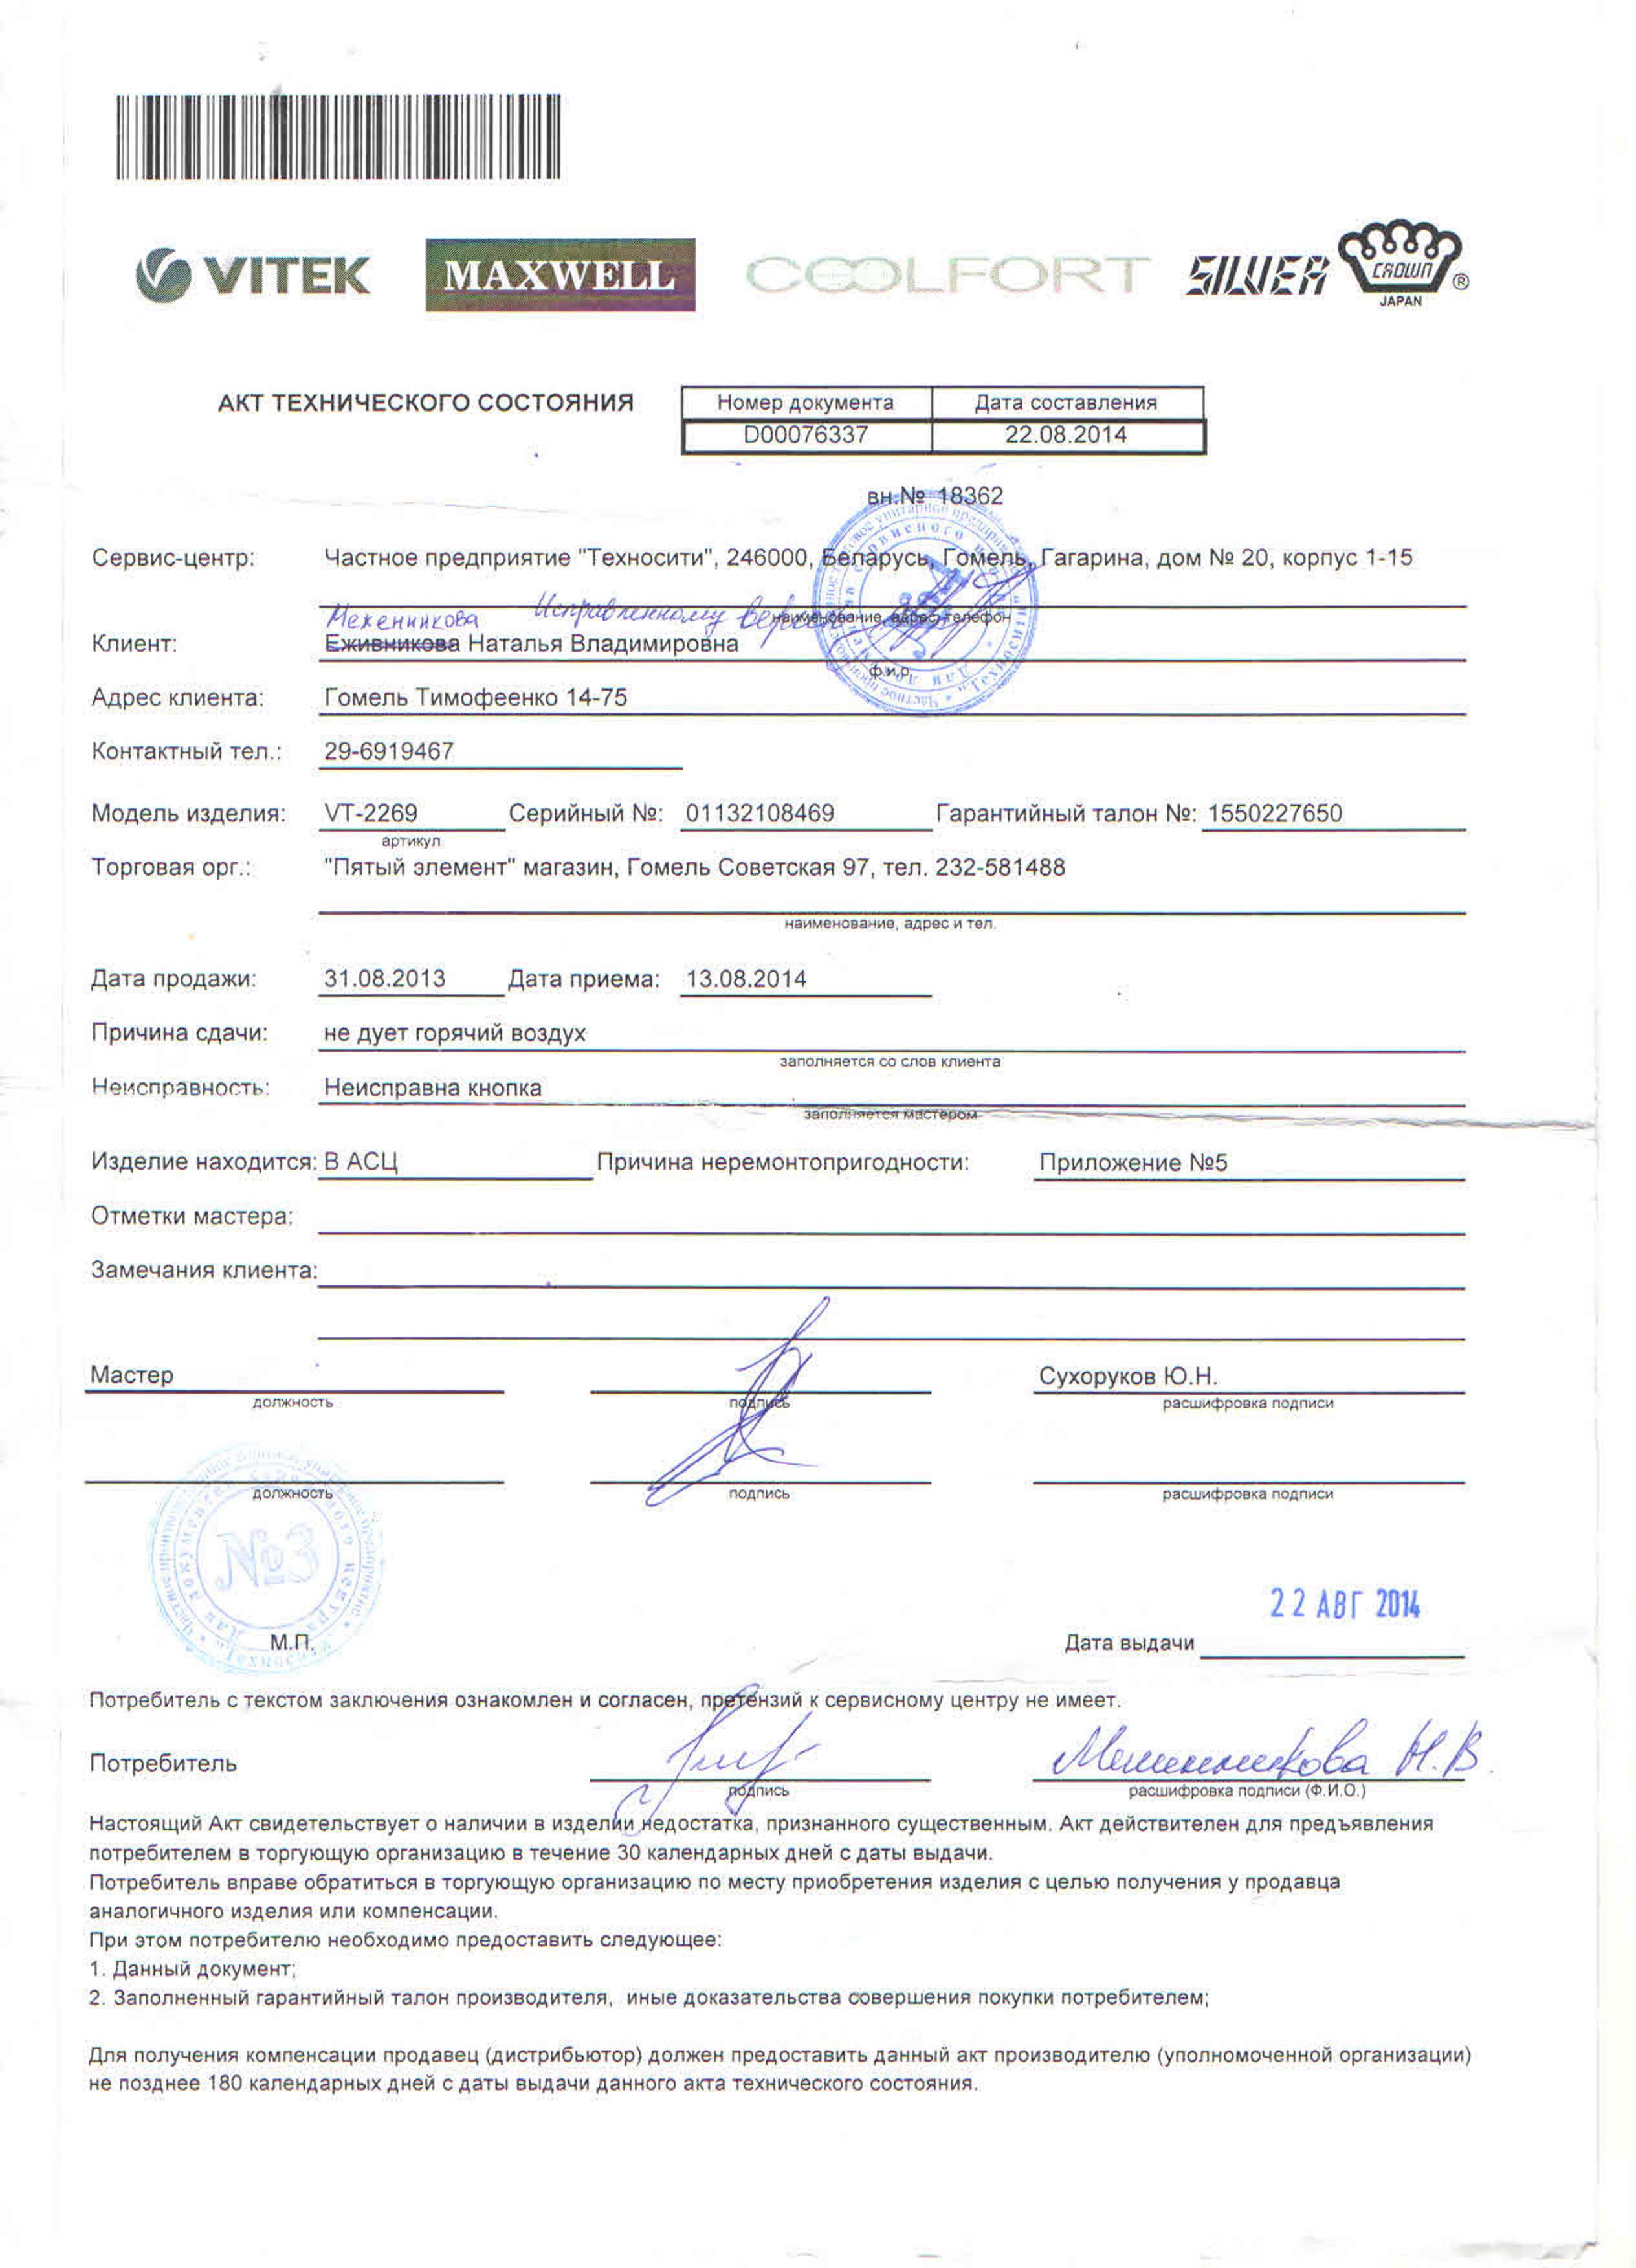 VITEK MAXWELL COOLFORT SILVER CROWN ® JAPAN
АКТ ТЕХНИЧЕСКОГО СОСТОЯНИЯ
Номер документа Дата составления
D00076337 22.08.2014
вн.№ 18362
Сервис-центр: Частное предприятие "Техносити", 246000, Беларусь, Гомель, Гагарина, дом № 20, корпус 1-15
наименование, адрес, телефон
Исправленному верить
Клиент: Еживникова Наталья Владимировна
ф.и.о.
Адрес клиента: Гомель Тимофеенко 14-75
Контактный тел.: 29-6919467
Модель изделия: VT-2269 Серийный №: 01132108469 Гарантийный талон №: 1550227650
артикул
Торговая орг.: "Пятый элемент" магазин, Гомель Советская 97, тел. 232-581488
наименование, адрес и тел.
Дата продажи: 31.08.2013 Дата приема: 13.08.2014
Причина сдачи: не дует горячий воздух
заполняется со слов клиента
Неисправность: Неисправна кнопка
заполняется мастером
Изделие находится: В АСЦ Причина неремонтопригодности: Приложение №5
Отметки мастера:
Замечания клиента:
Мастер Сухоруков Ю.Н.
должность подпись расшифровка подписи
должность подпись расшифровка подписи
№3
М.П.
22 АВГ 2014
Дата выдачи
Потребитель с текстом заключения ознакомлен и согласен, претензий к сервисному центру не имеет.
Потребитель Н.В.
подпись расшифровка подписи (Ф.И.О.)
Настоящий Акт свидетельствует о наличии в изделии недостатка, признанного существенным. Акт действителен для предъявления
потребителем в торгующую организацию в течение 30 календарных дней с даты выдачи.
Потребитель вправе обратиться в торгующую организацию по месту приобретения изделия с целью получения у продавца
аналогичного изделия или компенсации.
При этом потребителю необходимо предоставить следующее:
1. Данный документ;
2. Заполненный гарантийный талон производителя, иные доказательства совершения покупки потребителем;
Для получения компенсации продавец (дистрибьютор) должен предоставить данный акт производителю (уполномоченной организации)
не позднее 180 календарных дней с даты выдачи данного акта технического состояния.